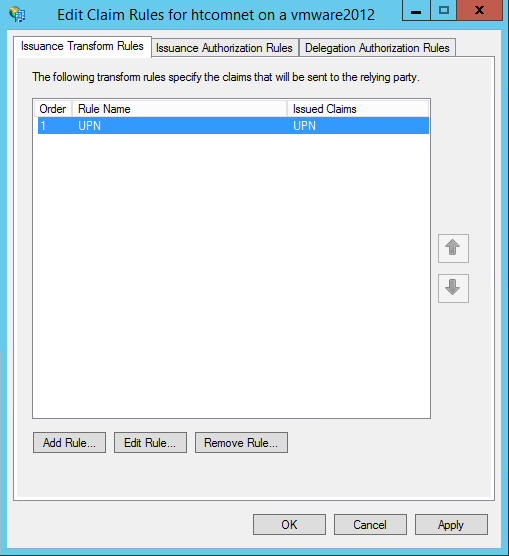 Edit Claim Rules for htcomnet on a vmware2012
Issuance Transform Rules Issuance Authorization Rules Delegation Authorization Rules
The following transform rules specify the claims that will be sent to the relying party.
Order Rule Name Issued Claims
1 UPN UPN
Add Rule... Edit Rule... Remove Rule...
OK Cancel Apply